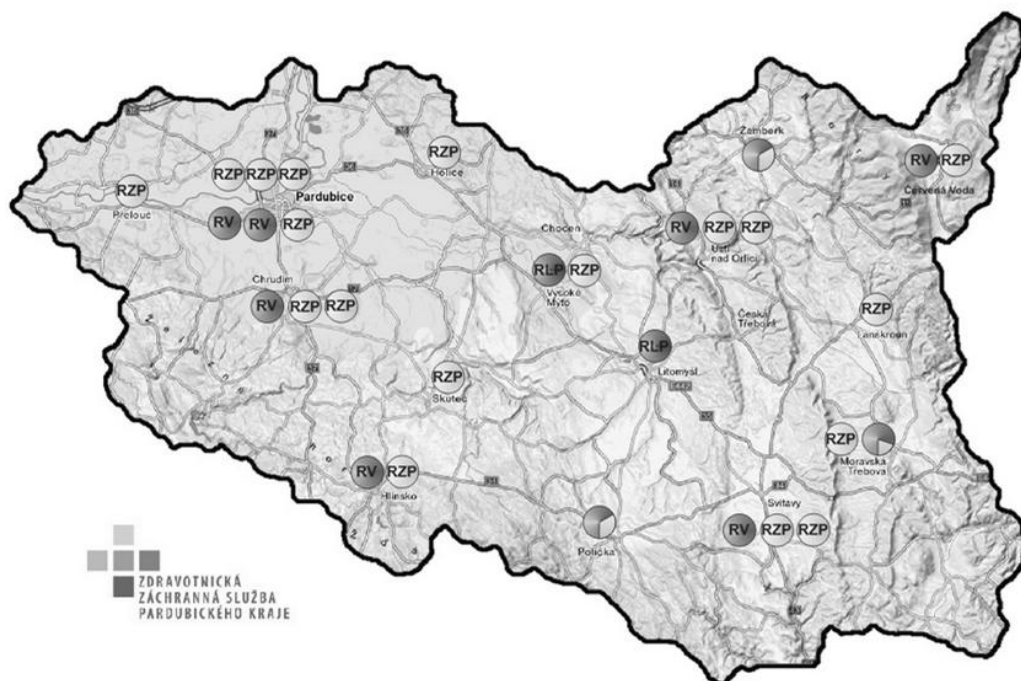 Žamberk
RZP
Holice
RV RZP
Červená Voda
RZP RZP RZP
Pardubice
RZP
Přelouč
RV RV RZP
RV RZP RZP
Ústí
nad Orlicí
Choceň
RLP RZP
Vysoké
Mýto
Chrudim
RV RZP RZP
RZP
Lanškroun
Česká
Třebová
RLP
Litomyšl
RZP
Skuteč
RZP
Moravská
Třebová
RV RZP
Hlinsko
Svitavy
RV RZP RZP
Polička
ZDRAVOTNICKÁ
ZÁCHRANNÁ SLUŽBA
PARDUBICKÉHO KRAJE